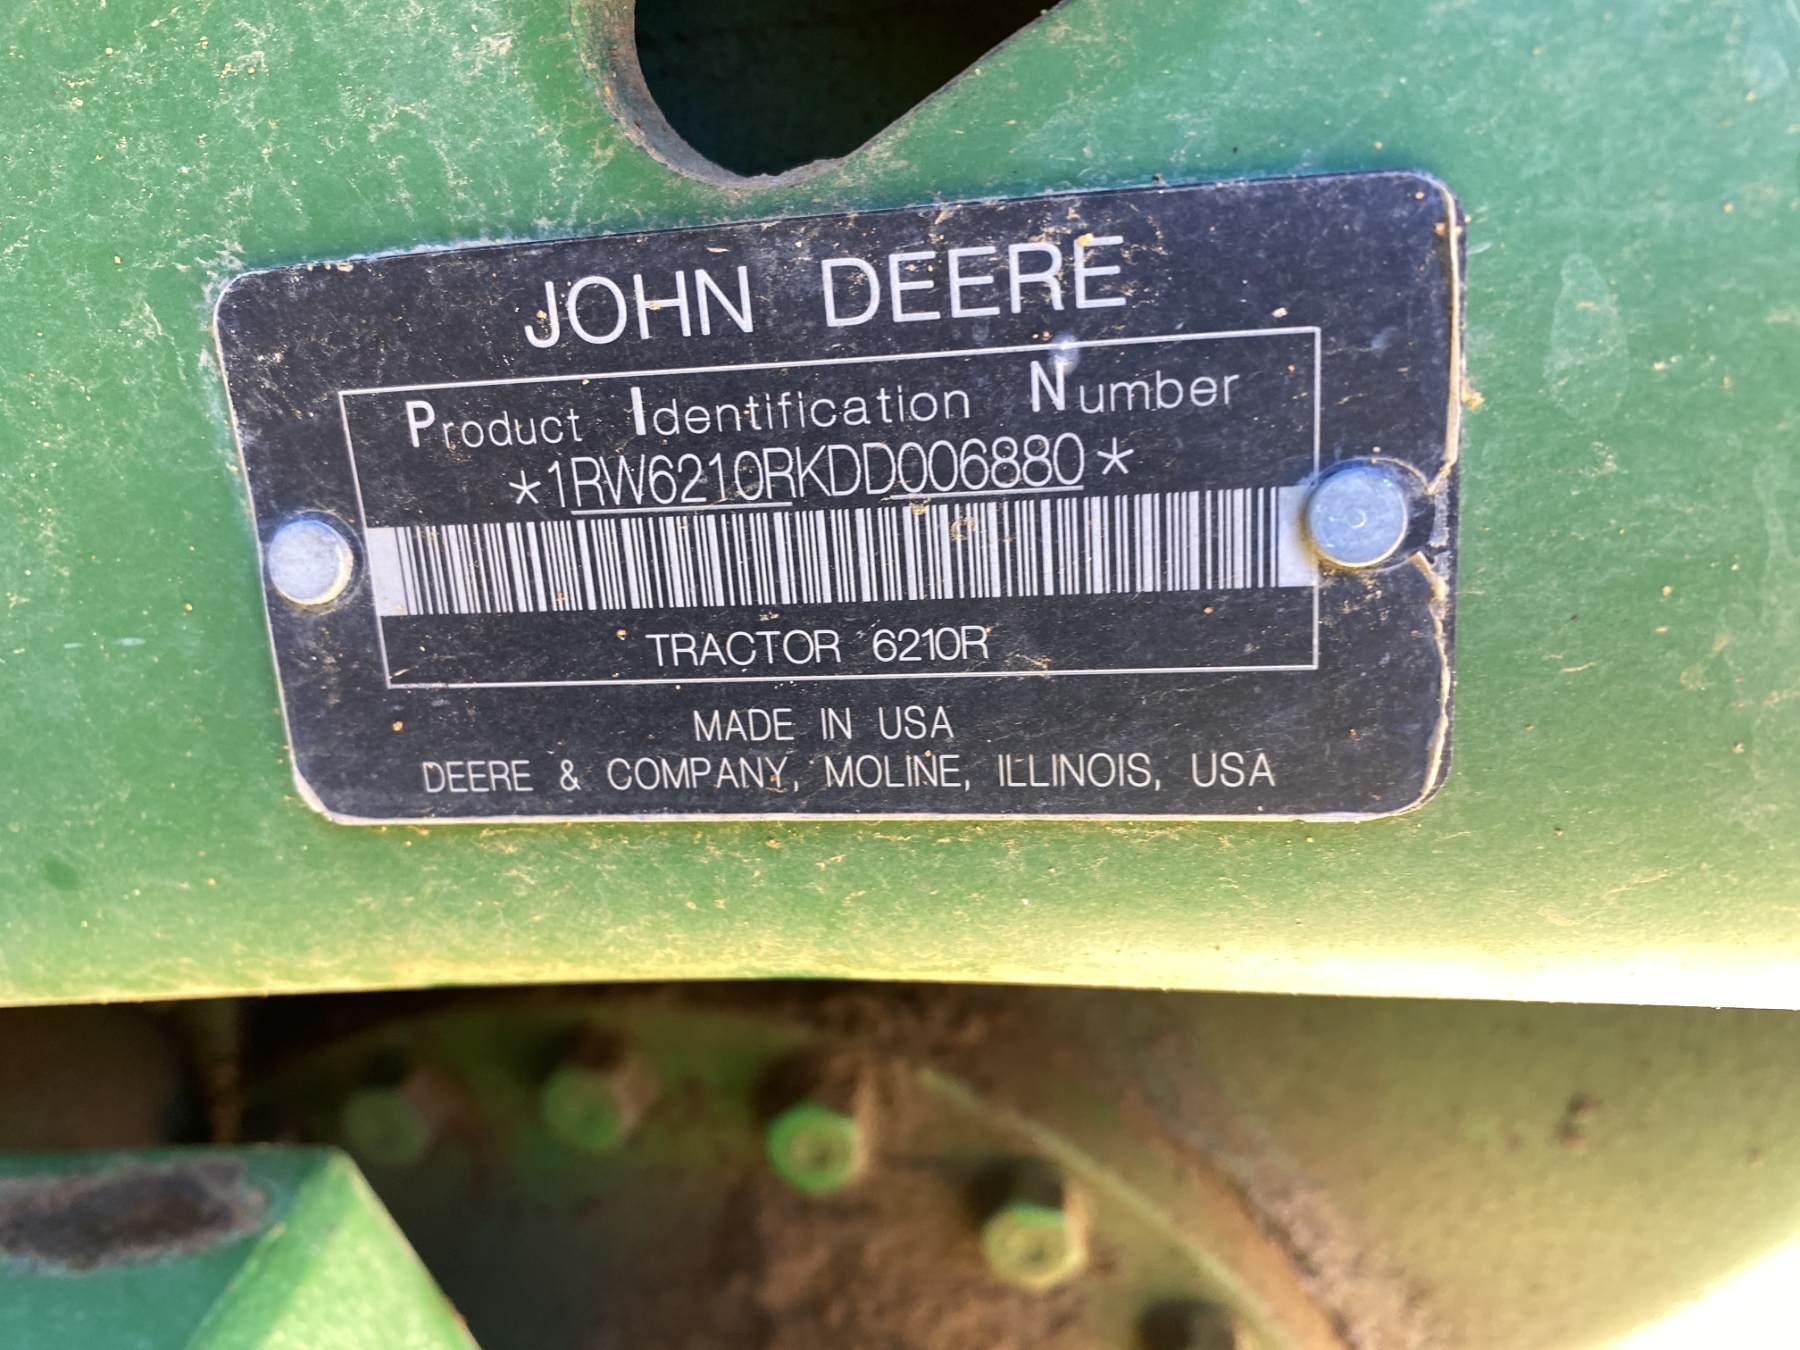 JOHN DEERE
Product Identification Number
*1RW6210RKDD006880*
TRACTOR 6210R
MADE IN USA
DEERE & COMPANY, MOLINE, ILLINOIS, USA